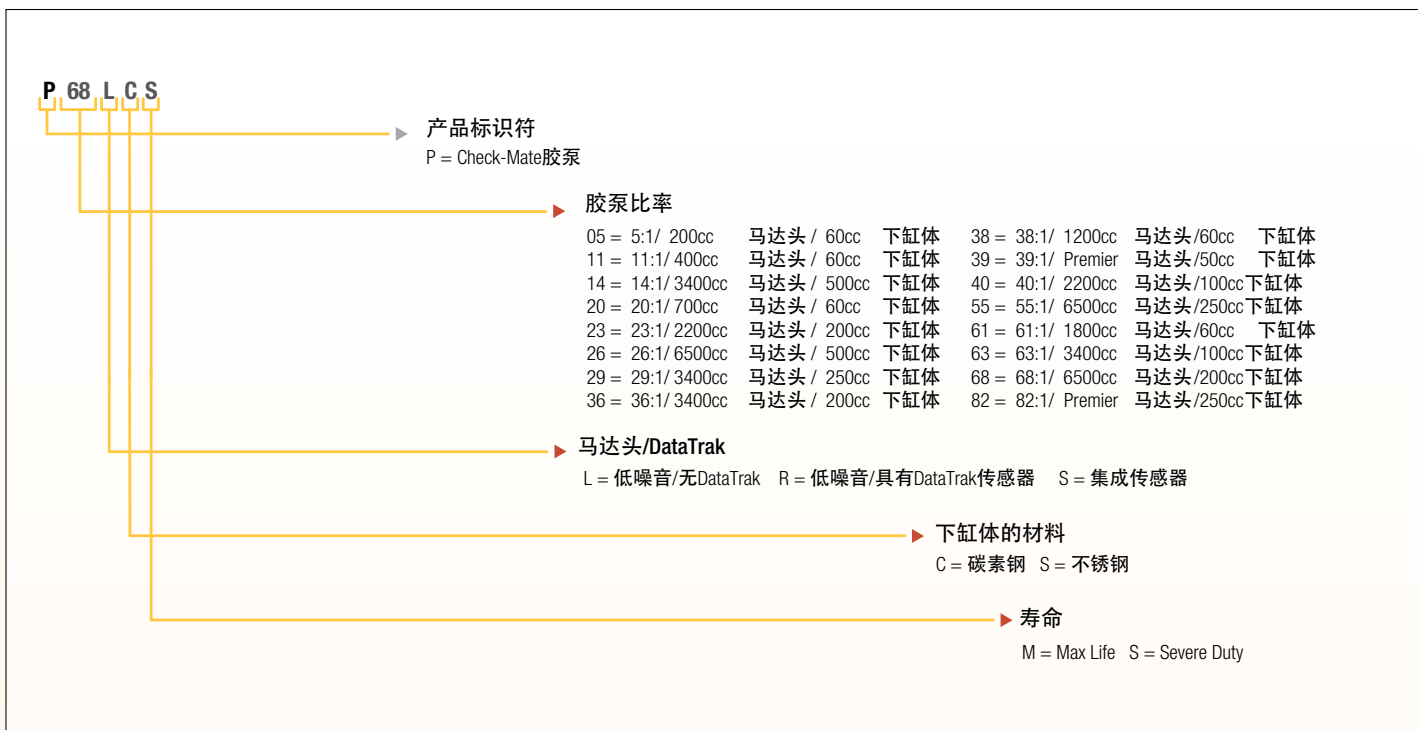 P 68 L C S
产品标识符
P = Check-Mate胶泵
胶泵比率
05 = 5:1/ 200cc 马达头 / 60cc 下缸体 38 = 38:1/ 1200cc 马达头/60cc 下缸体
11 = 11:1/ 400cc 马达头 / 60cc 下缸体 39 = 39:1/ Premier 马达头/50cc 下缸体
14 = 14:1/ 3400cc 马达头 / 500cc 下缸体 40 = 40:1/ 2200cc 马达头/100cc下缸体
20 = 20:1/ 700cc 马达头 / 60cc 下缸体 55 = 55:1/ 6500cc 马达头/250cc下缸体
23 = 23:1/ 2200cc 马达头 / 200cc 下缸体 61 = 61:1/ 1800cc 马达头/60cc 下缸体
26 = 26:1/ 6500cc 马达头 / 500cc 下缸体 63 = 63:1/ 3400cc 马达头/100cc下缸体
29 = 29:1/ 3400cc 马达头 / 250cc 下缸体 68 = 68:1/ 6500cc 马达头/200cc下缸体
36 = 36:1/ 3400cc 马达头 / 200cc 下缸体 82 = 82:1/ Premier 马达头/250cc下缸体
马达头/DataTrak
L = 低噪音/无DataTrak R = 低噪音/具有DataTrak传感器 S = 集成传感器
下缸体的材料
C = 碳素钢 S = 不锈钢
寿命
M = Max Life S = Severe Duty